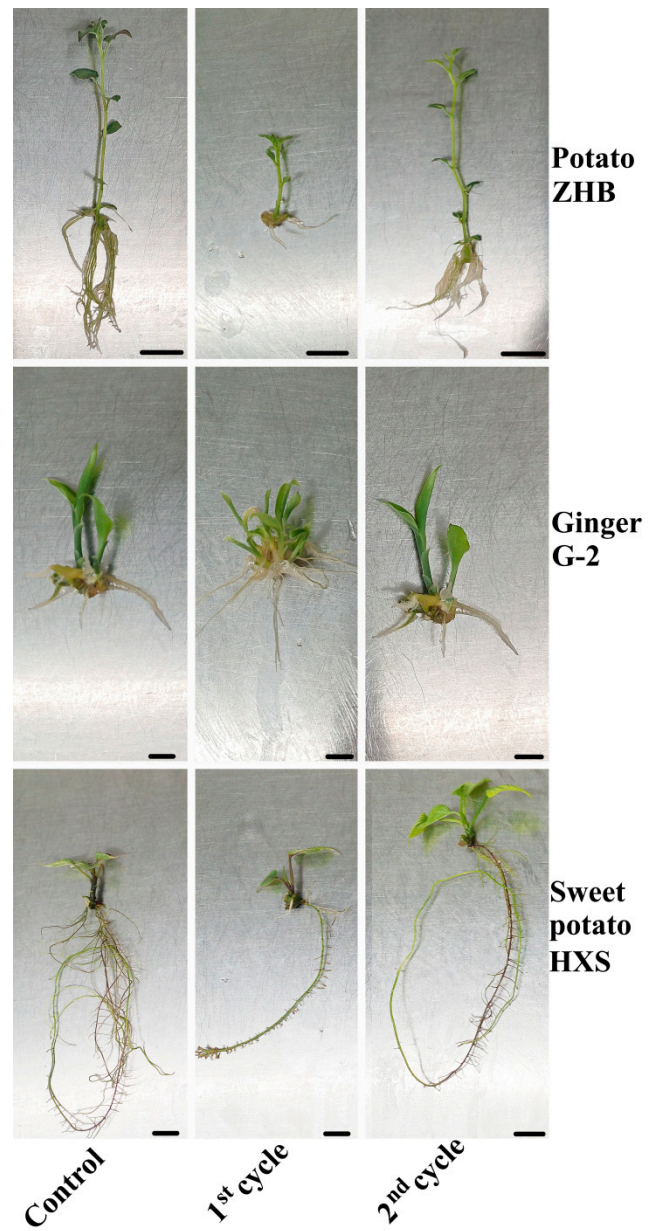 Potato
ZHB
Ginger
G-2
Sweet
potato
HXS
Control
1st cycle
2nd cycle